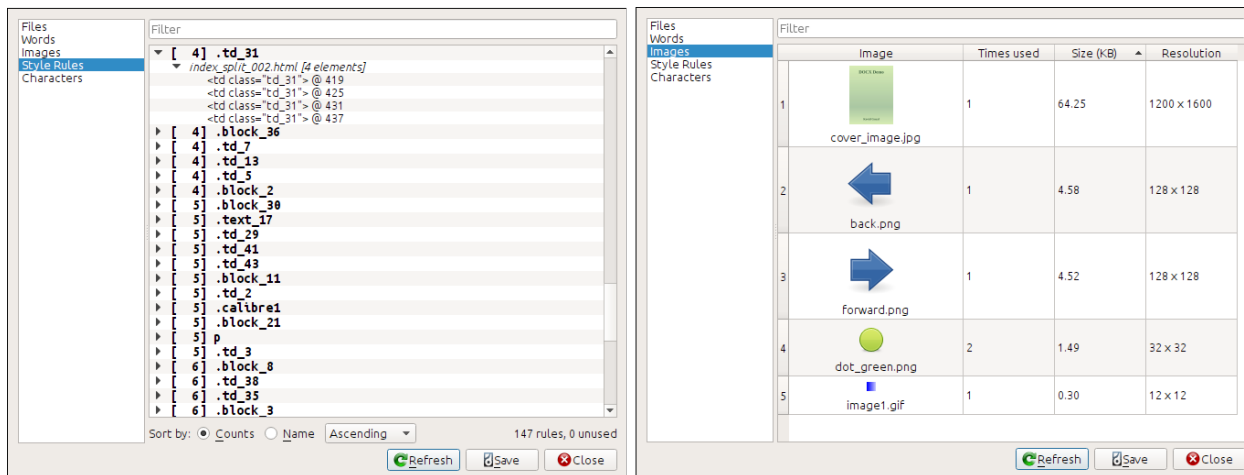 Files
Words
Images
Style Rules
Characters
Filter
[ 4] .td_31
index_split_002.html [4 elements]
<td class="td_31"> @ 419
<td class="td_31"> @ 425
<td class="td_31"> @ 431
<td class="td_31"> @ 437
[ 4] .block_36
[ 4] .td_7
[ 4] .td_13
[ 4] .td_5
[ 4] .block_2
[ 5] .block_30
[ 5] .text_17
[ 5] .td_29
[ 5] .td_41
[ 5] .td_43
[ 5] .block_11
[ 5] .td_2
[ 5] .calibre1
[ 5] .block_21
[ 5] p
[ 5] .td_3
[ 6] .block_8
[ 6] .td_38
[ 6] .td_35
[ 6] .block_3
Sort by: Counts Name Ascending 147 rules, 0 unused
Refresh Save Close
Files
Words
Images
Style Rules
Characters
Filter
Image Times used Size (KB) Resolution
DOCX Demo
1 1 64.25 1200 x 1600
cover_image.jpg
2 1 4.58 128 x 128
back.png
3 1 4.52 128 x 128
forward.png
4 2 1.49 32 x 32
dot_green.png
5 1 0.30 12 x 12
image1.gif
Refresh Save Close